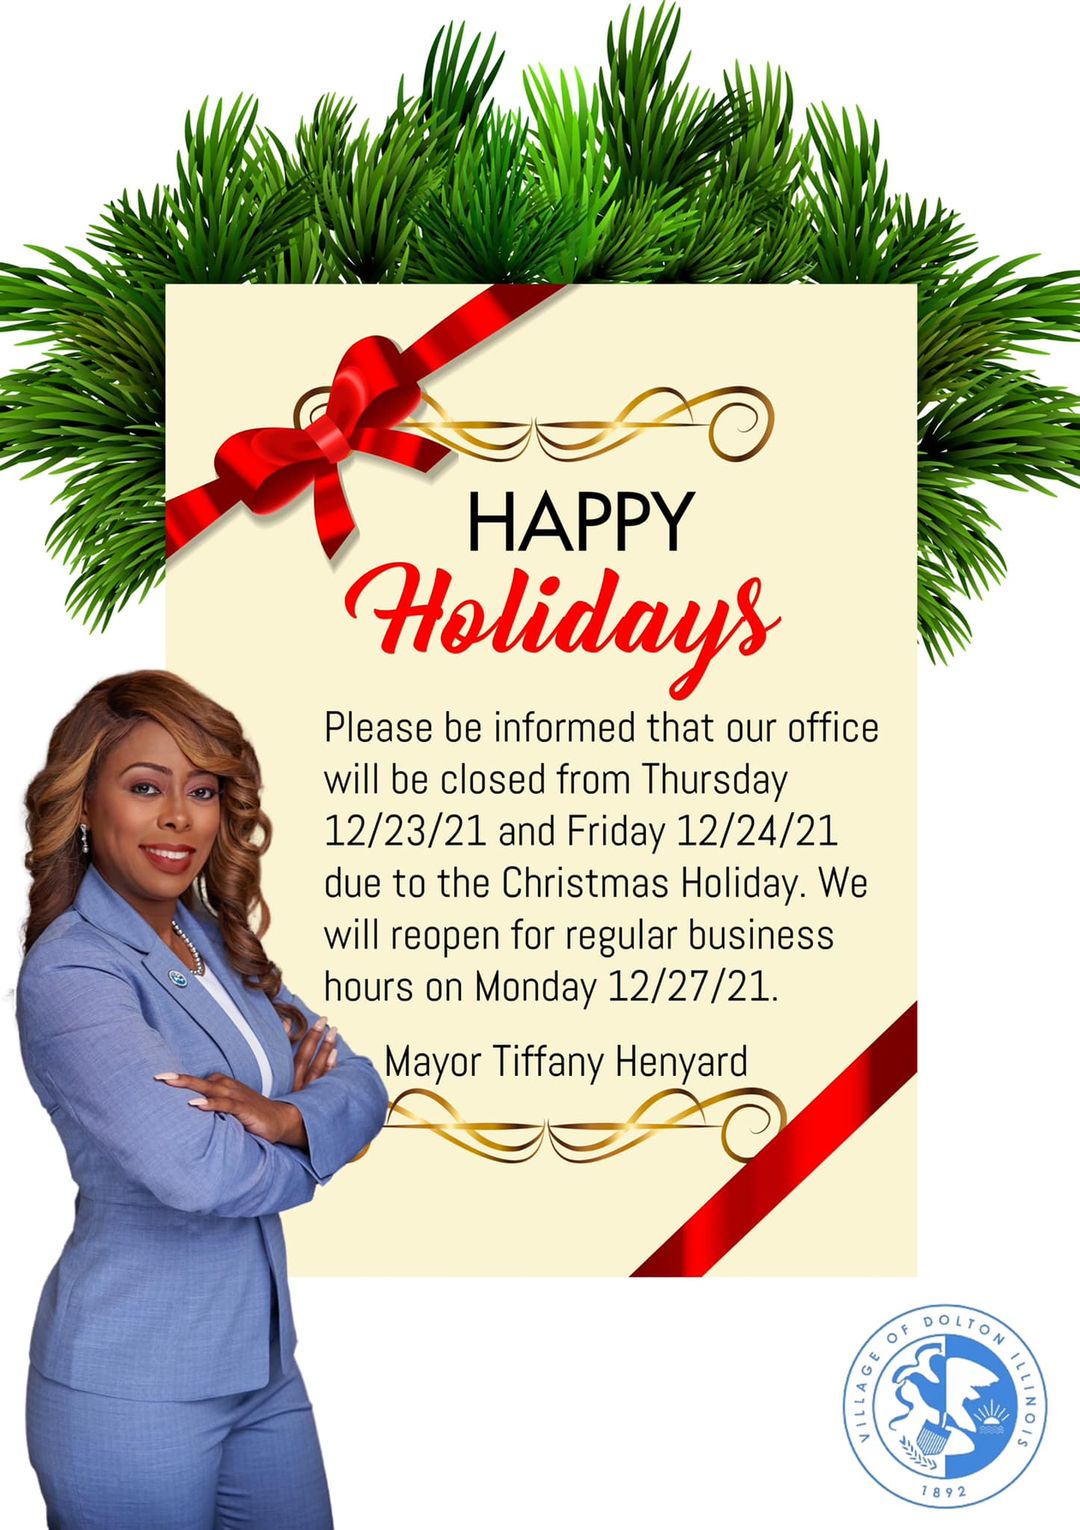 HAPPY
Holidays
Please be informed that our office
will be closed from Thursday
12/23/21 and Friday 12/24/21
due to the Christmas Holiday. We
will reopen for regular business
hours on Monday 12/27/21.
Mayor Tiffany Henyard
VILLAGE OF DOLTON ILLINOIS
1892